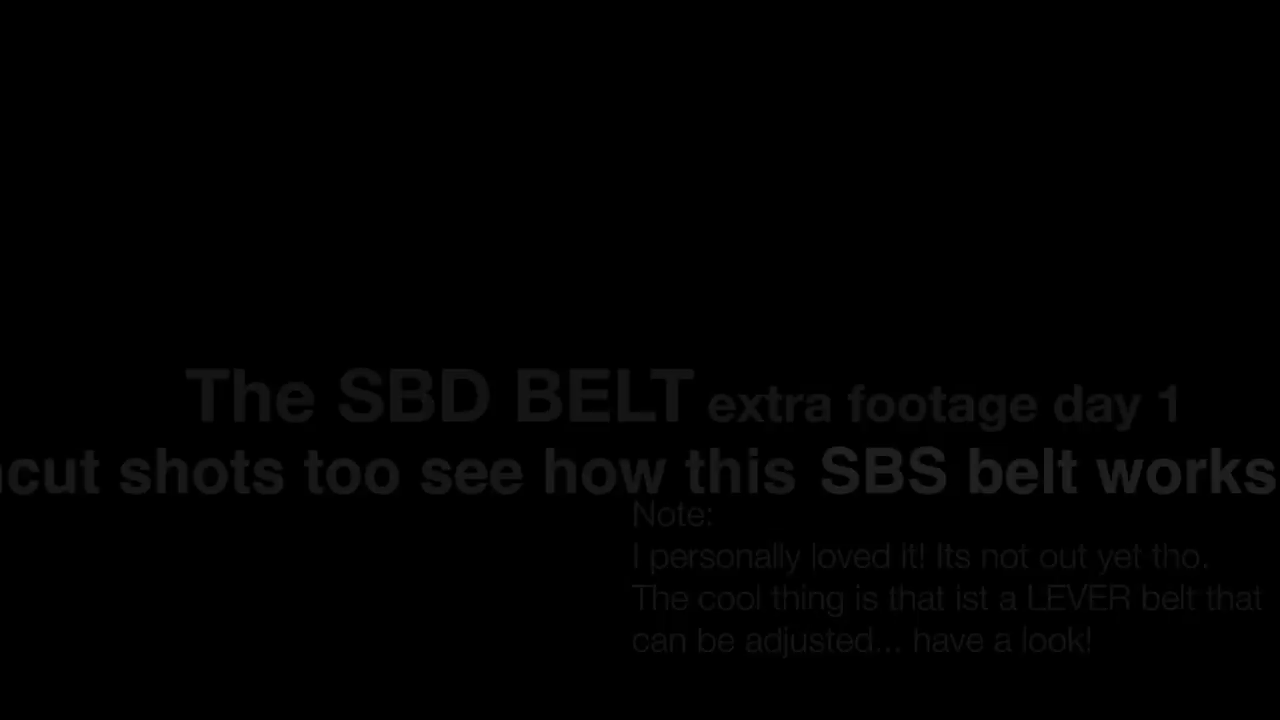 The SBD BELT extra footage day 1
cut shots too see how this SBS belt works
Note:
I personally loved it! Its not out yet tho.
The cool thing is that ist a LEVER belt that
can be adjusted... have a look!